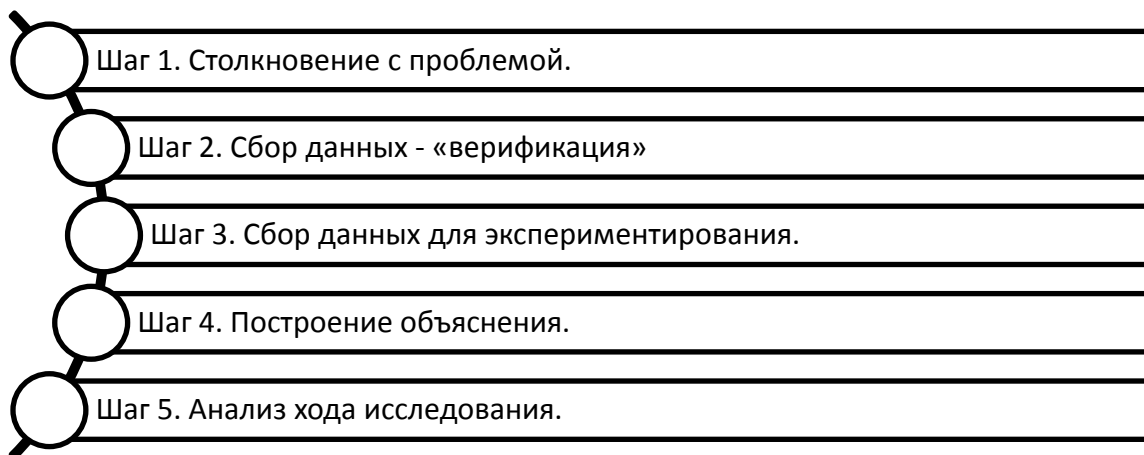 Шаг 1. Столкновение с проблемой.
Шаг 2. Сбор данных - «верификация»
Шаг 3. Сбор данных для экспериментирования.
Шаг 4. Построение объяснения.
Шаг 5. Анализ хода исследования.